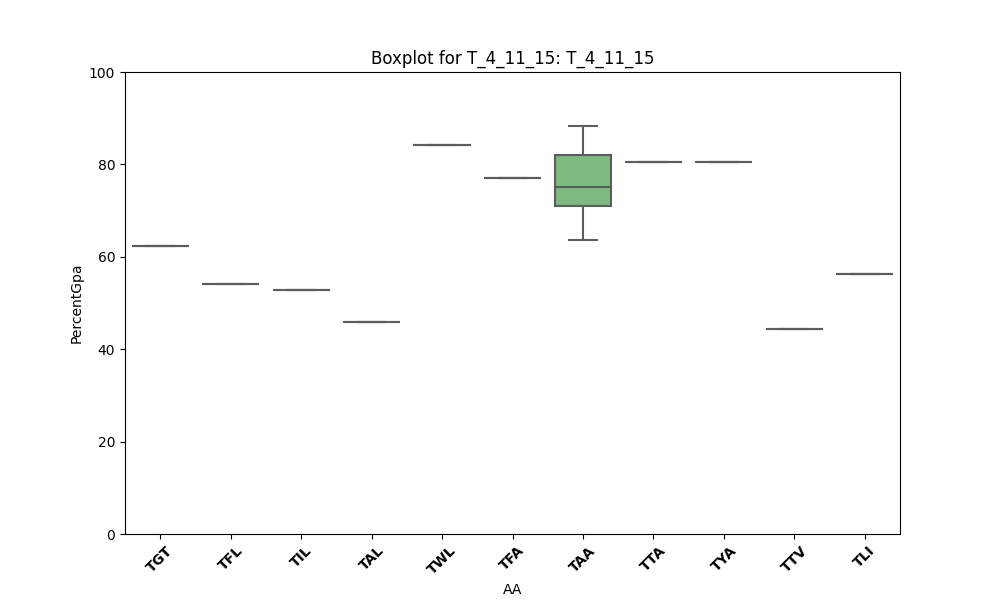 Boxplot for T_4_11_15: T_4_11_15
100
80
60
40
20
0
PercentGpa
TGT
TFL
TIL
TAL
TWL
TFA
TAA
TTA
TYA
TTV
TLI
AA